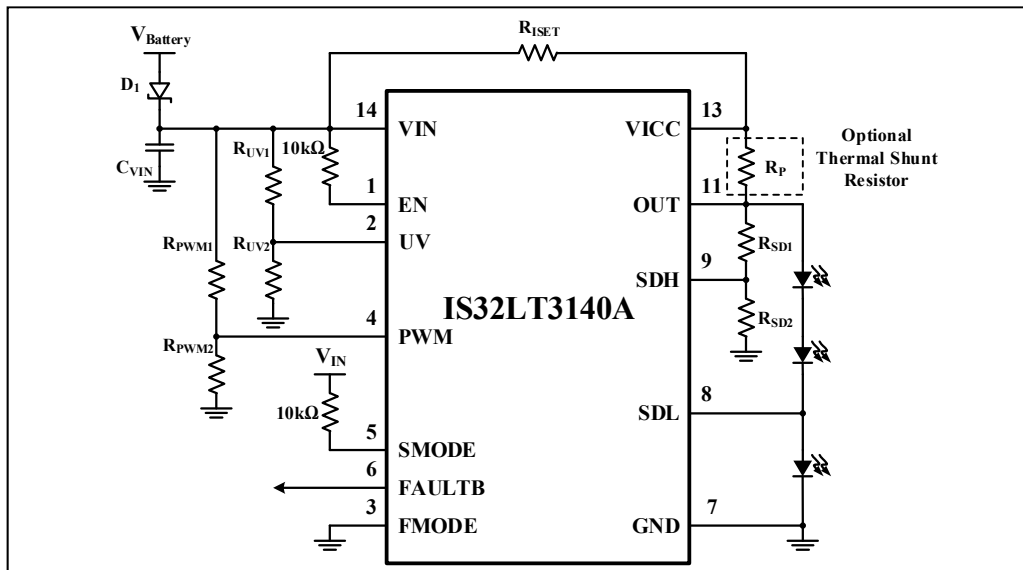 RISET
VBattery
D1
CVIN
14
VIN
13
VICC
RUV1
10kΩ
Optional
Thermal Shunt
Resistor
RP
1
EN
11
OUT
2
UV
RUV2
RSD1
RPWM1
9
SDH
IS32LT3140A
RSD2
4
PWM
RPWM2
VIN
10kΩ
8
SDL
5
SMODE
6
FAULTB
3
FMODE
7
GND